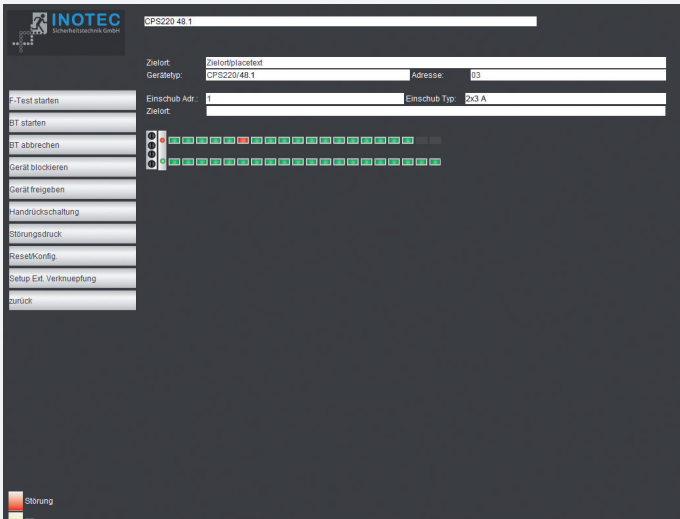 INOTEC
Sicherheitstechnik GmbH
CPS220 48.1
Zielort: Zielort/placetext
Gerätetyp: CPS220/48.1 Adresse: 03
Einschub Adr.: 1 Einschub Typ: 2x3 A
Zielort:
F-Test starten
BT starten
BT abbrechen
Gerät blockieren
Gerät freigeben
Handrückschaltung
Störungsdruck
Reset/Konfig.
Setup Ext. Verknuepfung
zurück
Störung